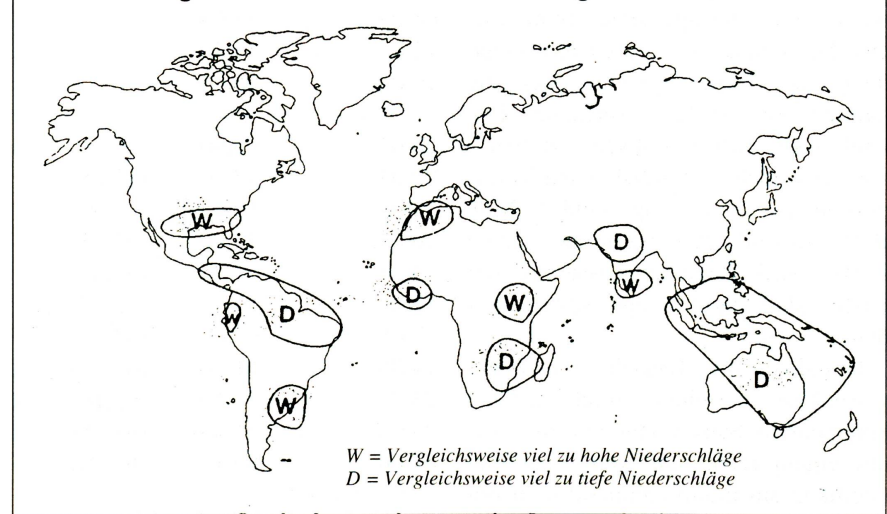 W
W
D
W
D
W
W
D
D
D
W
W = Vergleichsweise viel zu hohe Niederschläge
D = Vergleichsweise viel zu tiefe Niederschläge